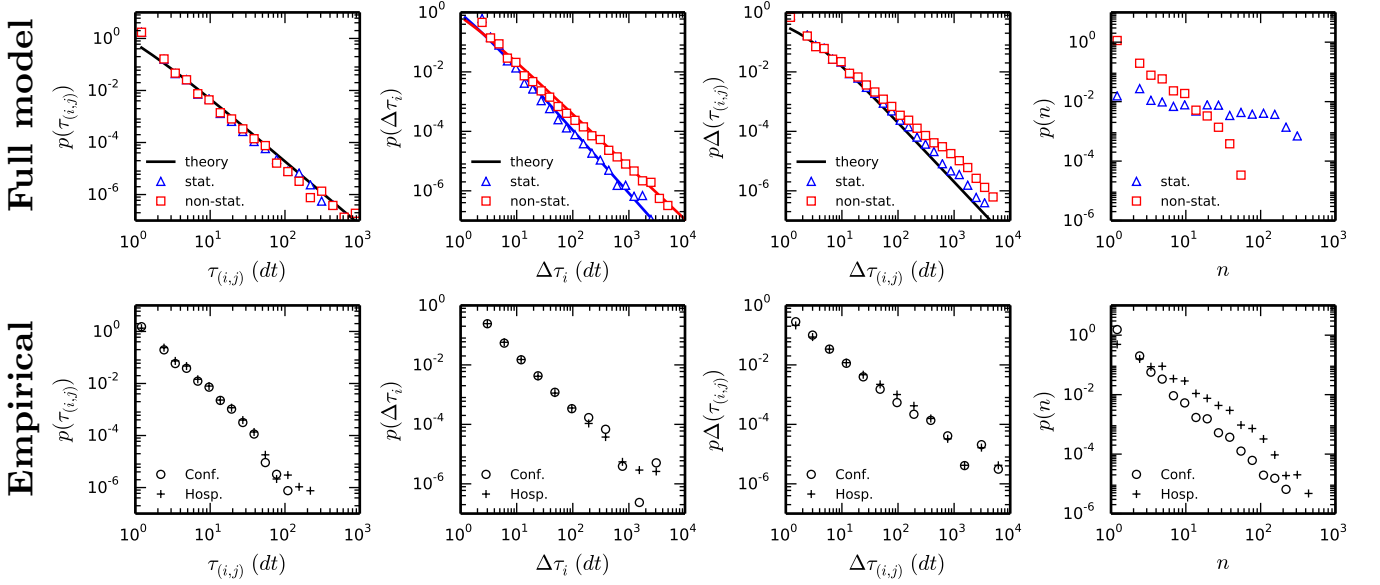 Full model
p(τ(i,j))
10^0
10^-2
10^-4
10^-6
theory
stat.
non-stat.
10^0 10^1 10^2 10^3
τ(i,j) (dt)
p(Δτi)
10^0
10^-2
10^-4
10^-6
theory
stat.
non-stat.
10^0 10^1 10^2 10^3 10^4
Δτi (dt)
pΔ(τ(i,j))
10^0
10^-2
10^-4
10^-6
theory
stat.
non-stat.
10^0 10^1 10^2 10^3 10^4
Δτ(i,j) (dt)
p(n)
10^0
10^-2
10^-4
10^-6
stat.
non-stat.
10^0 10^1 10^2 10^3
n
Empirical
p(τ(i,j))
10^0
10^-2
10^-4
10^-6
Conf.
Hosp.
10^0 10^1 10^2 10^3
τ(i,j) (dt)
p(Δτi)
10^0
10^-2
10^-4
10^-6
Conf.
Hosp.
10^0 10^1 10^2 10^3 10^4
Δτi (dt)
pΔ(τ(i,j))
10^0
10^-2
10^-4
10^-6
Conf.
Hosp.
10^0 10^1 10^2 10^3 10^4
Δτ(i,j) (dt)
p(n)
10^0
10^-2
10^-4
10^-6
Conf.
Hosp.
10^0 10^1 10^2 10^3
n